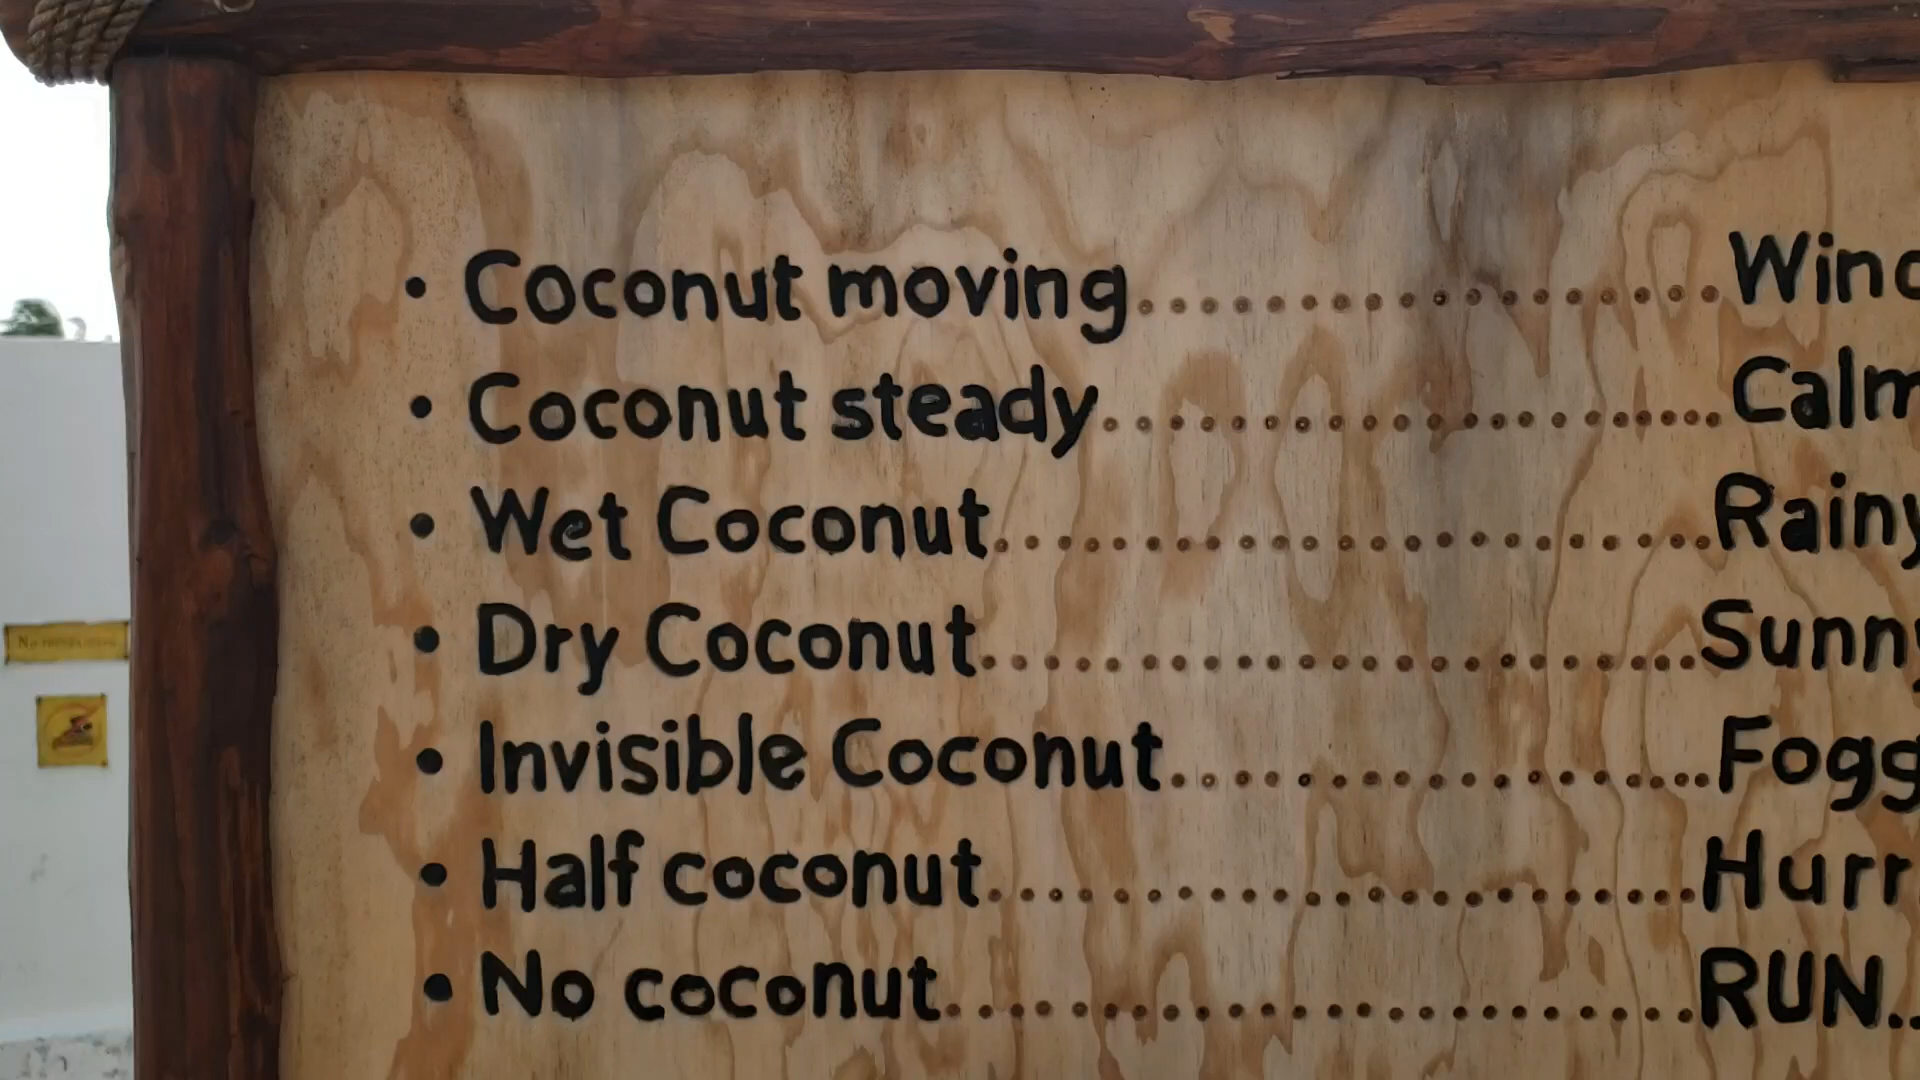 • Coconut moving..................Wind
• Coconut steady.....................Calm
• Wet Coconut.......................Rainy
• Dry Coconut........................Sunny
• Invisible Coconut..................Fogg
• Half coconut.......................Hurr
• No coconut.........................RUN..